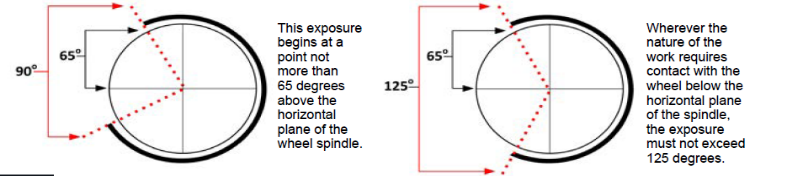 90°
65°
This exposure
begins at a
point not
more than
65 degrees
above the
horizontal
plane of the
wheel spindle.
125°
65°
Wherever the
nature of the
work requires
contact with the
wheel below the
horizontal plane
of the spindle,
the exposure
must not exceed
125 degrees.